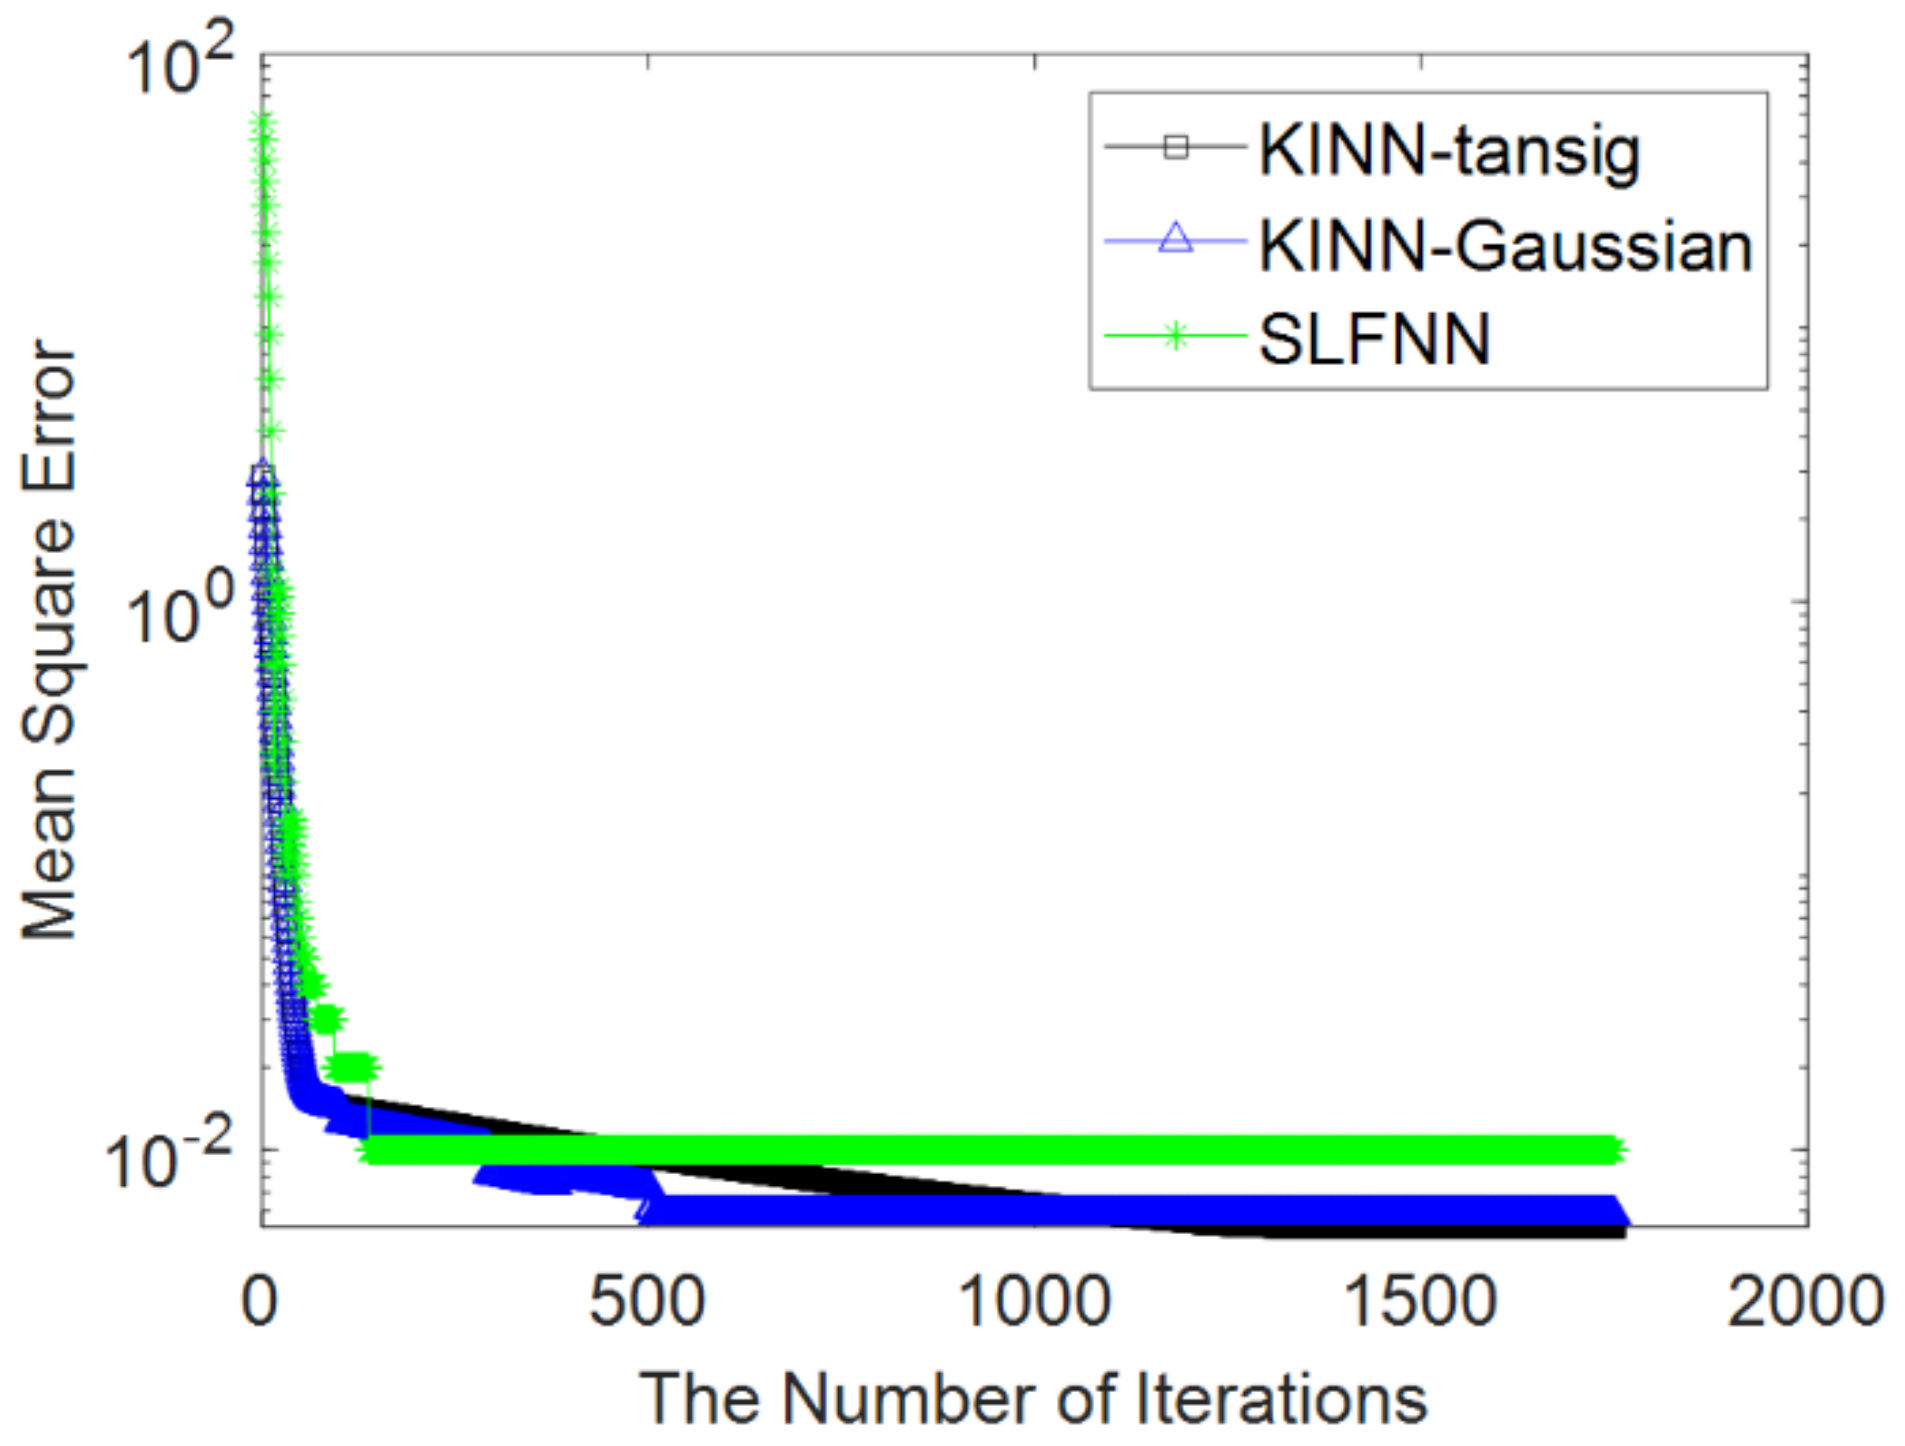 10^2
10^0
10^-2
Mean Square Error
KINN-tansig
KINN-Gaussian
SLFNN
0 500 1000 1500 2000
The Number of Iterations